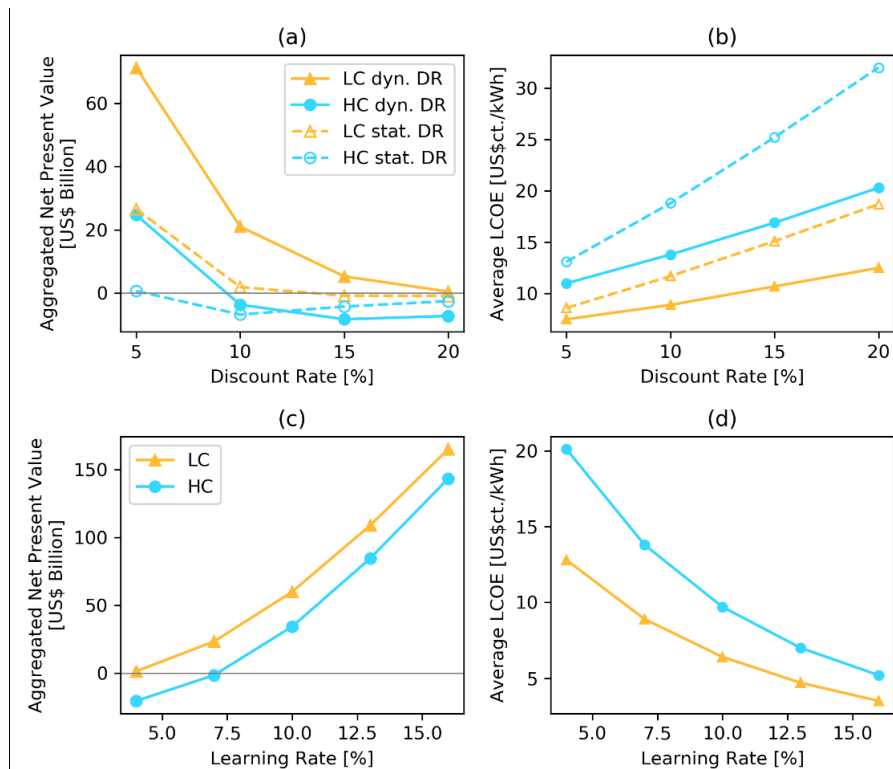 (a)
Aggregated Net Present Value
[US$ Billion]
60
40
20
0
5
10
15
20
Discount Rate [%]
LC dyn. DR
HC dyn. DR
LC stat. DR
HC stat. DR
(b)
Average LCOE [US$ct./kWh]
30
25
20
15
10
5
10
15
20
Discount Rate [%]
(c)
Aggregated Net Present Value
[US$ Billion]
150
100
50
0
5.0
7.5
10.0
12.5
15.0
Learning Rate [%]
LC
HC
(d)
Average LCOE [US$ct./kWh]
20
15
10
5
5.0
7.5
10.0
12.5
15.0
Learning Rate [%]